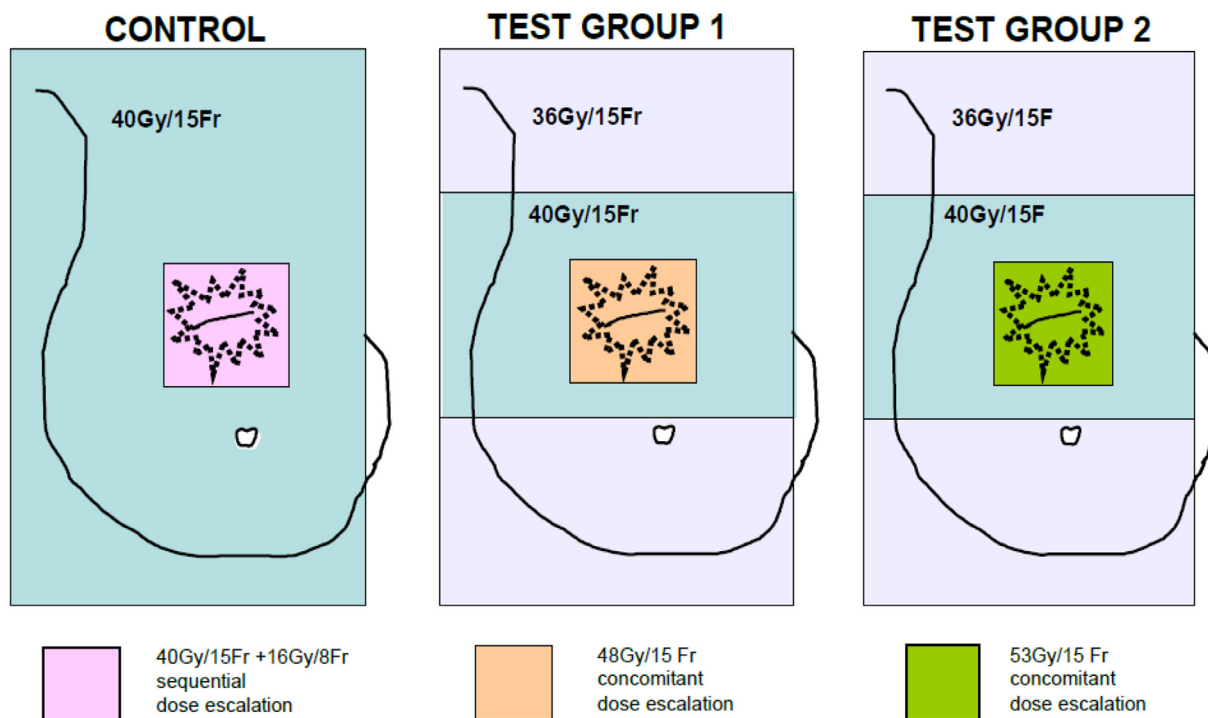 CONTROL
40Gy/15Fr
40Gy/15Fr +16Gy/8Fr
sequential
dose escalation
TEST GROUP 1
36Gy/15Fr
40Gy/15Fr
48Gy/15 Fr
concomitant
dose escalation
TEST GROUP 2
36Gy/15F
40Gy/15F
53Gy/15 Fr
concomitant
dose escalation